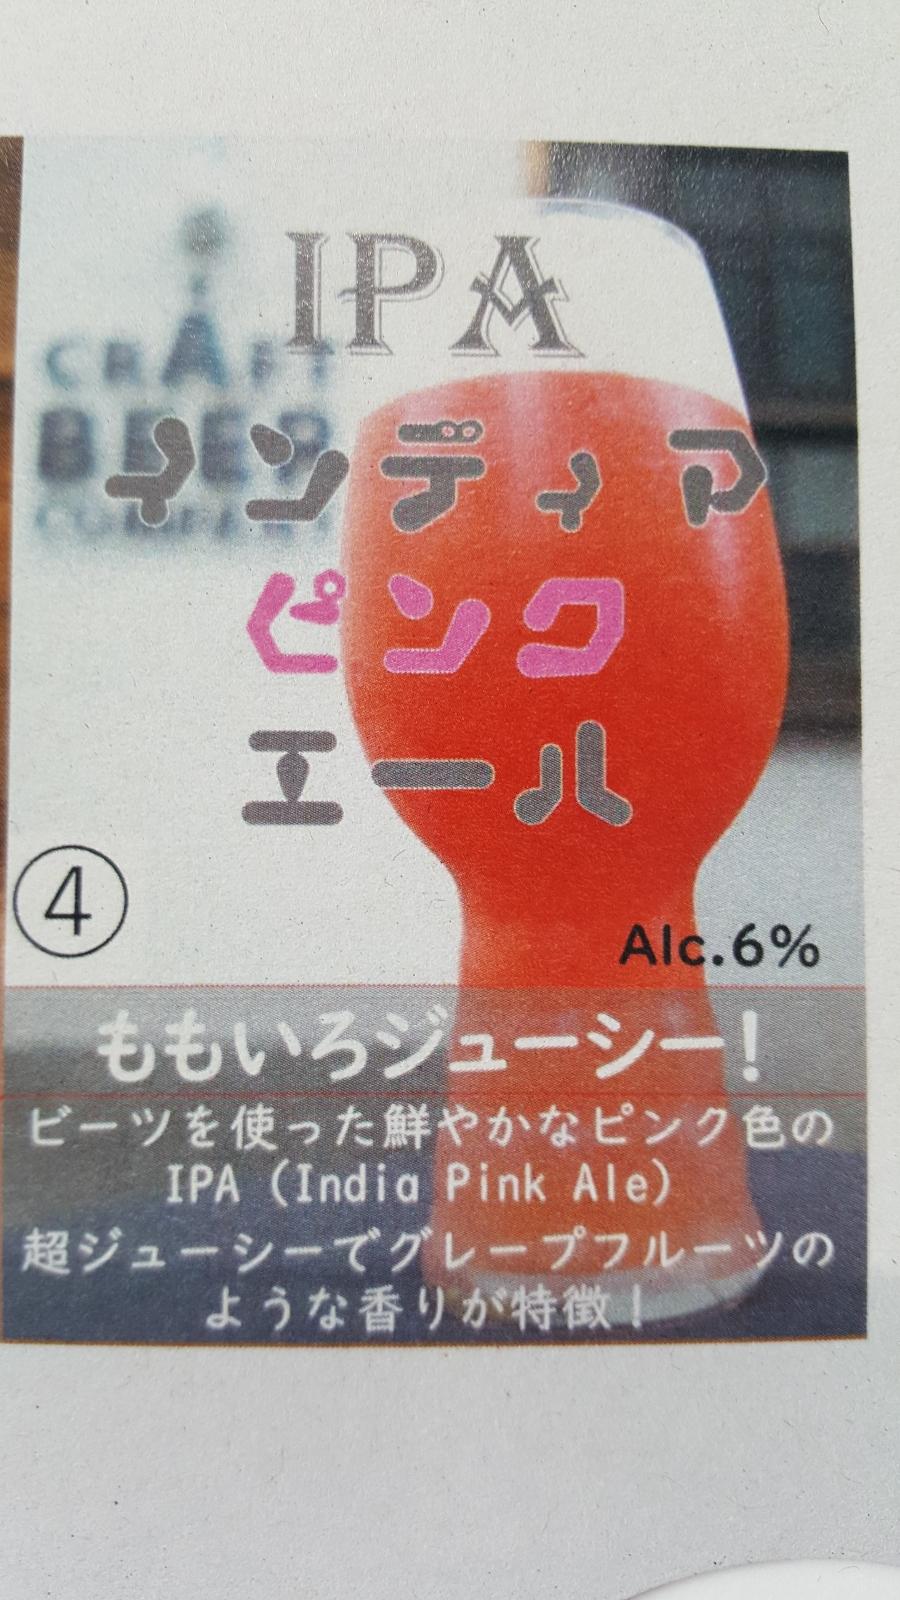 IPA
CRAFT
BEER
COMPANY
インディア
ピンク
エール
④
Alc.6%
ももいろジューシー！
ビーツを使った鮮やかなピンク色の
IPA（India Pink Ale）
超ジューシーでグレープフルーツの
ような香りが特徴！